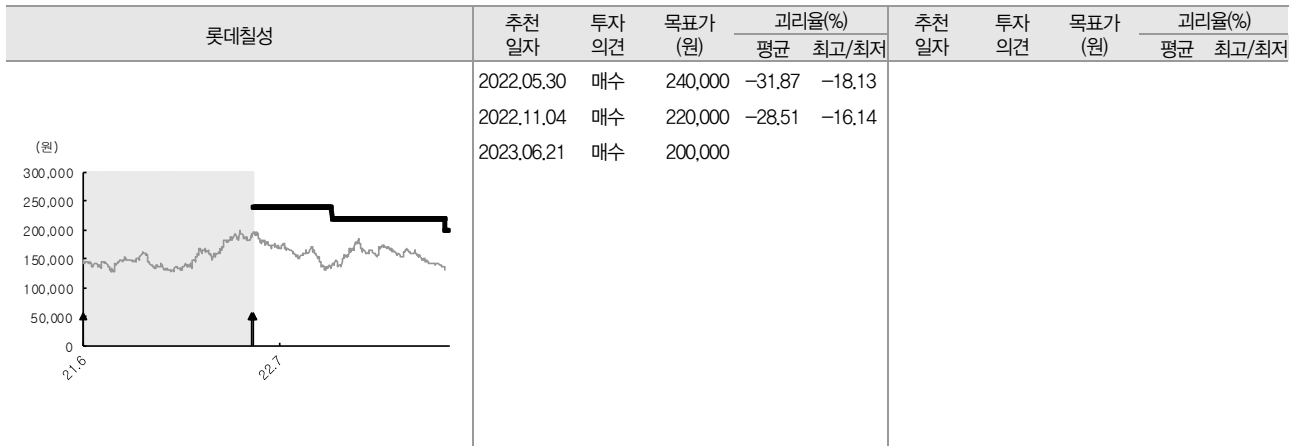 롯데칠성 추천 일자 투자 의견 목표가 (원) 괴리율(%) 평균 최고/최저 추천 일자 투자 의견 목표가 (원) 괴리율(%) 평균 최고/최저
2022.05.30 매수 240,000 -31.87 -18.13
2022.11.04 매수 220,000 -28.51 -16.14
2023.06.21 매수 200,000
(원)
300,000
250,000
200,000
150,000
100,000
50,000
0
21.6 22.7